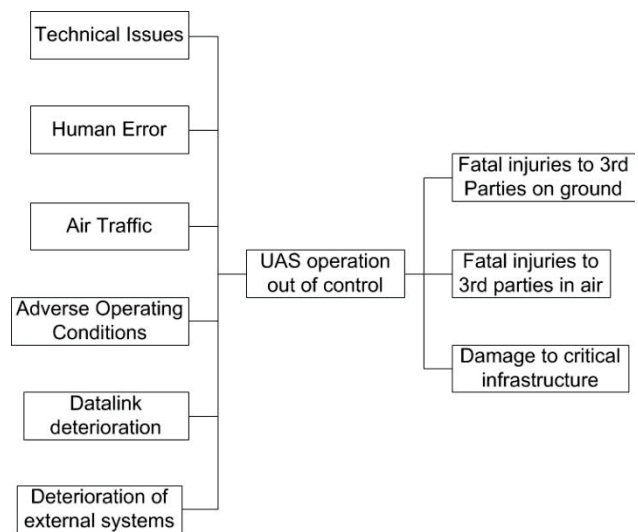 Technical Issues
Human Error
Air Traffic
Adverse Operating
Conditions
Datalink
deterioration
Deterioration of
external systems
UAS operation
out of control
Fatal injuries to 3rd
Parties on ground
Fatal injuries to
3rd parties in air
Damage to critical
infrastructure